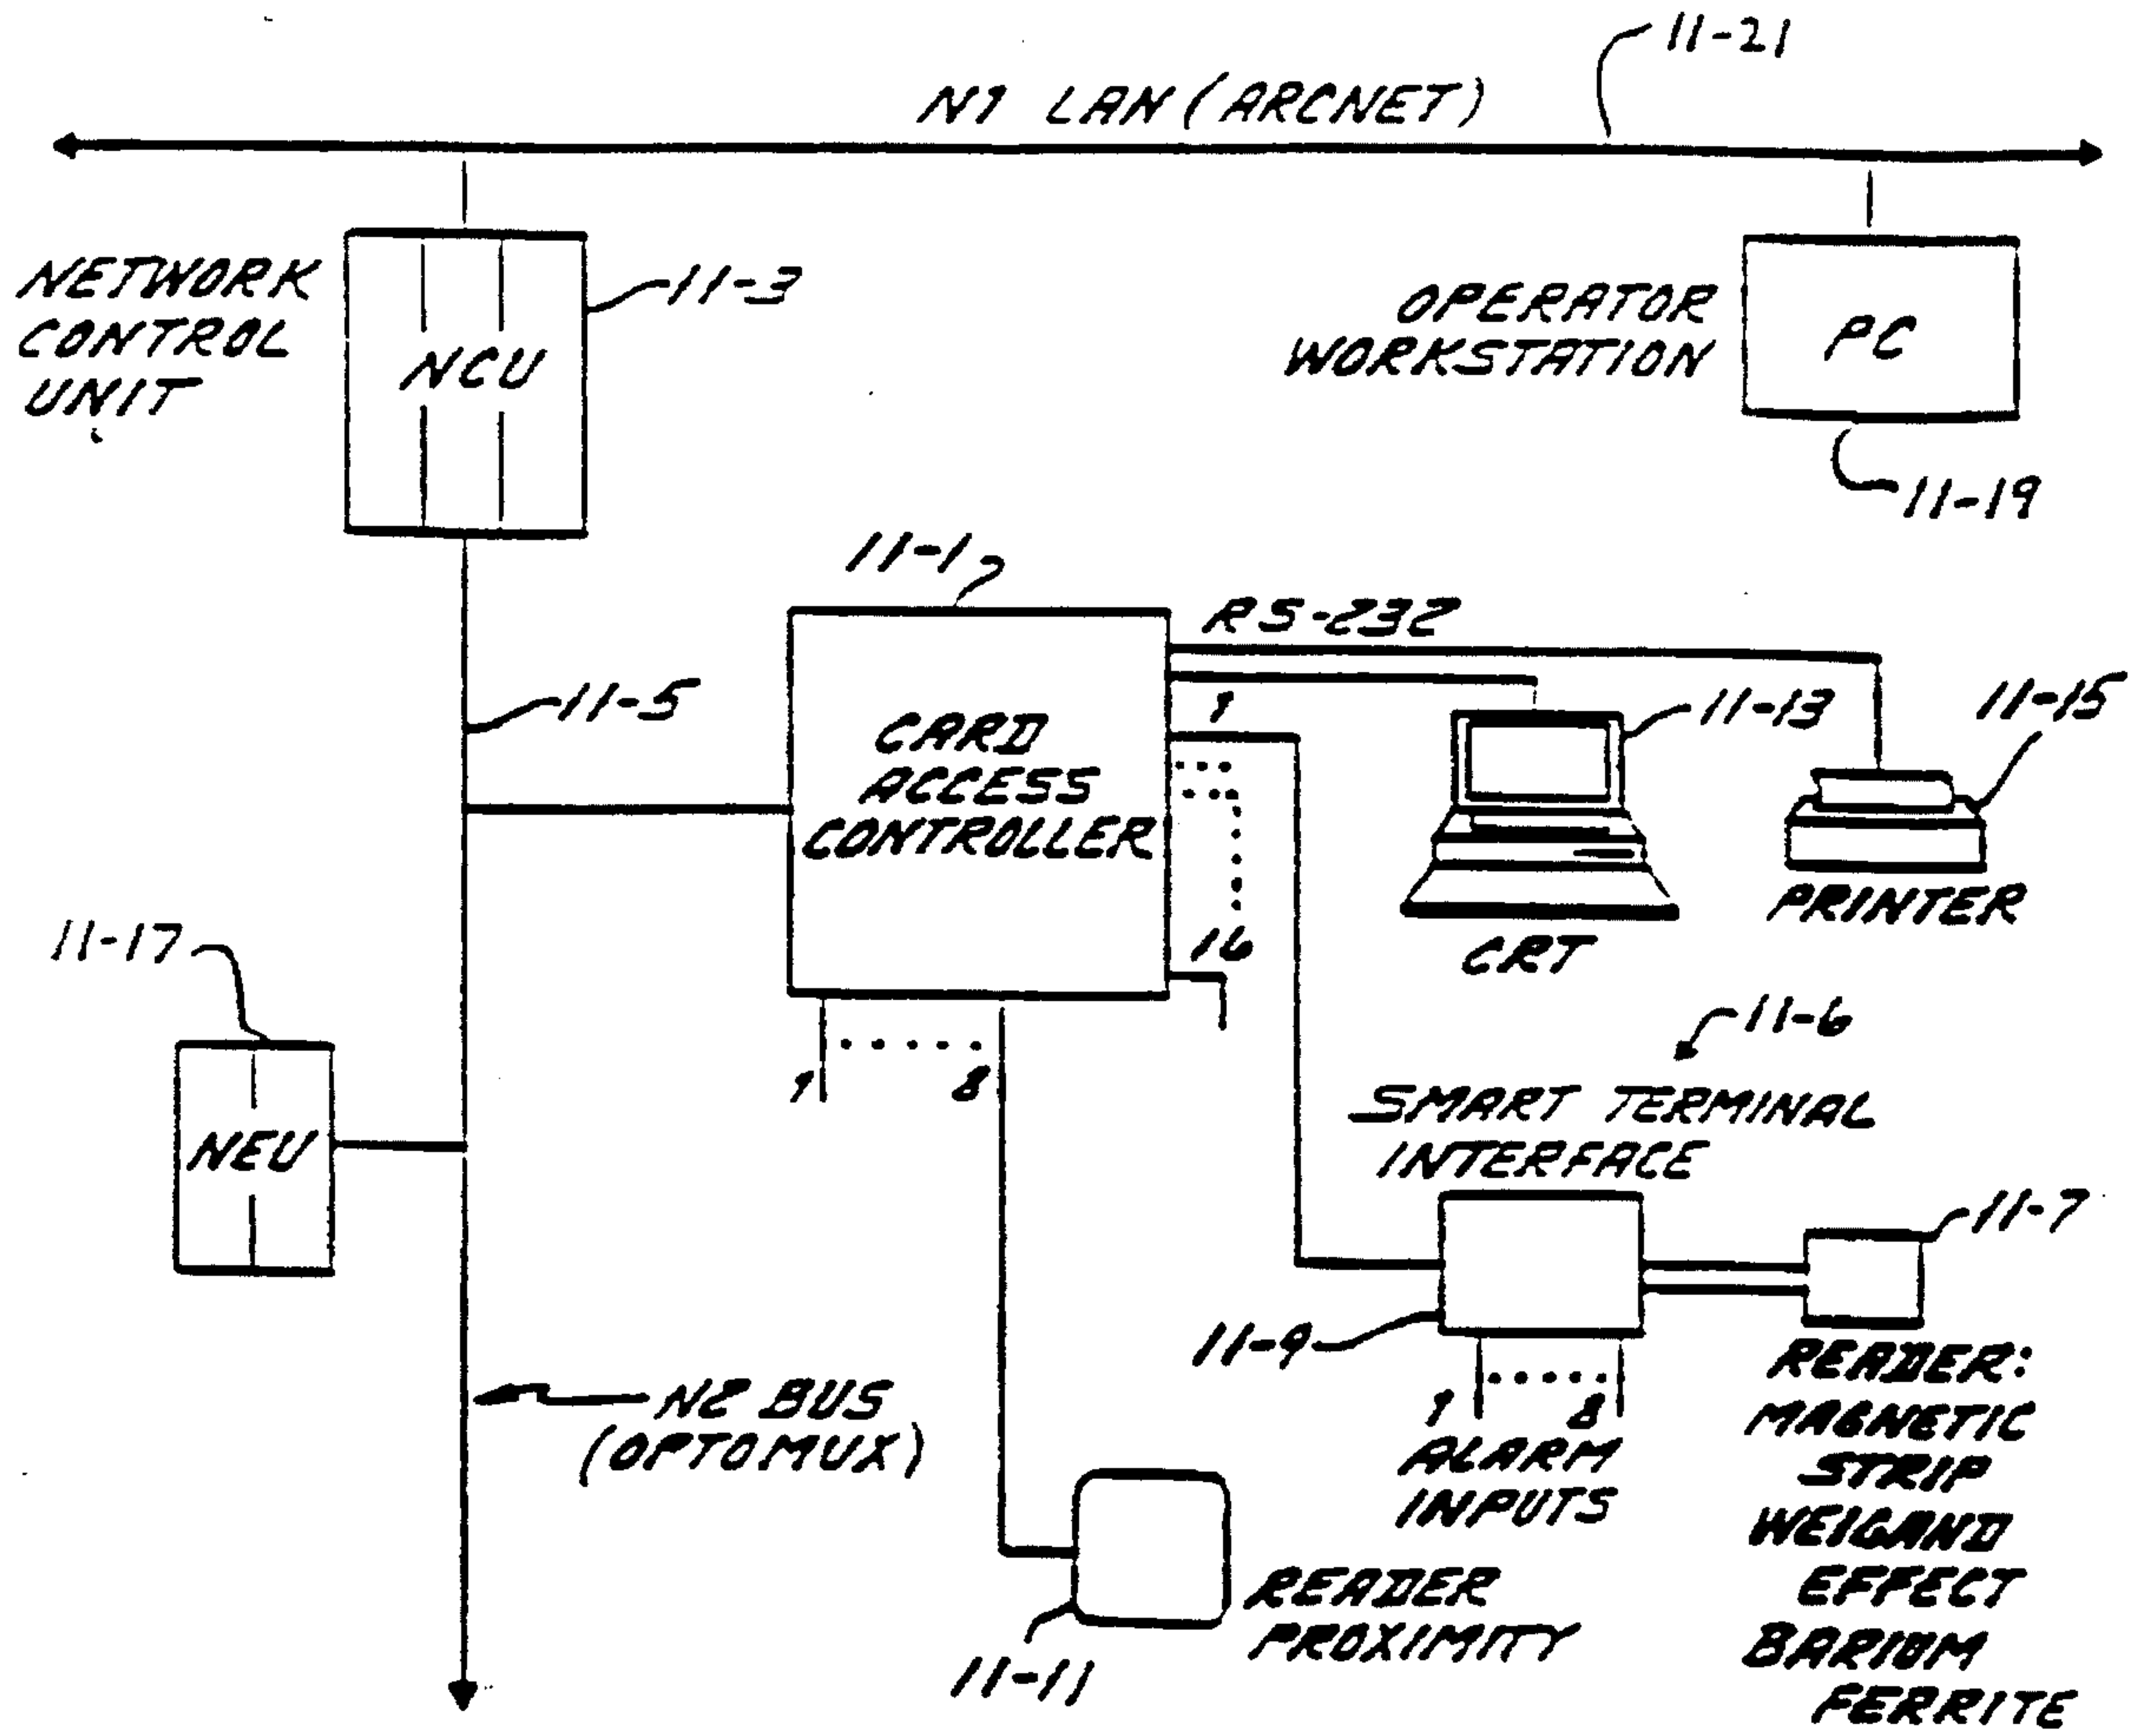 11-21
N1 LAN (ARCNET)
NETWORK
CONTROL
UNIT
NCU
11-3
OPERATOR
WORKSTATION
PC
11-19
11-1
RS-232
CARD
ACCESS
CONTROLLER
11-5
1
16
11-13
11-15
CRT
PRINTER
11-17
NEU
1
8
11-6
SMART TERMINAL
INTERFACE
11-7
11-9
1
8
ALARM
INPUTS
READER:
MAGNETIC
STRIP
WEIGAND
EFFECT
BARIUM
FERRITE
N2 BUS
(OPTOMUX)
READER
PROXIMITY
11-11